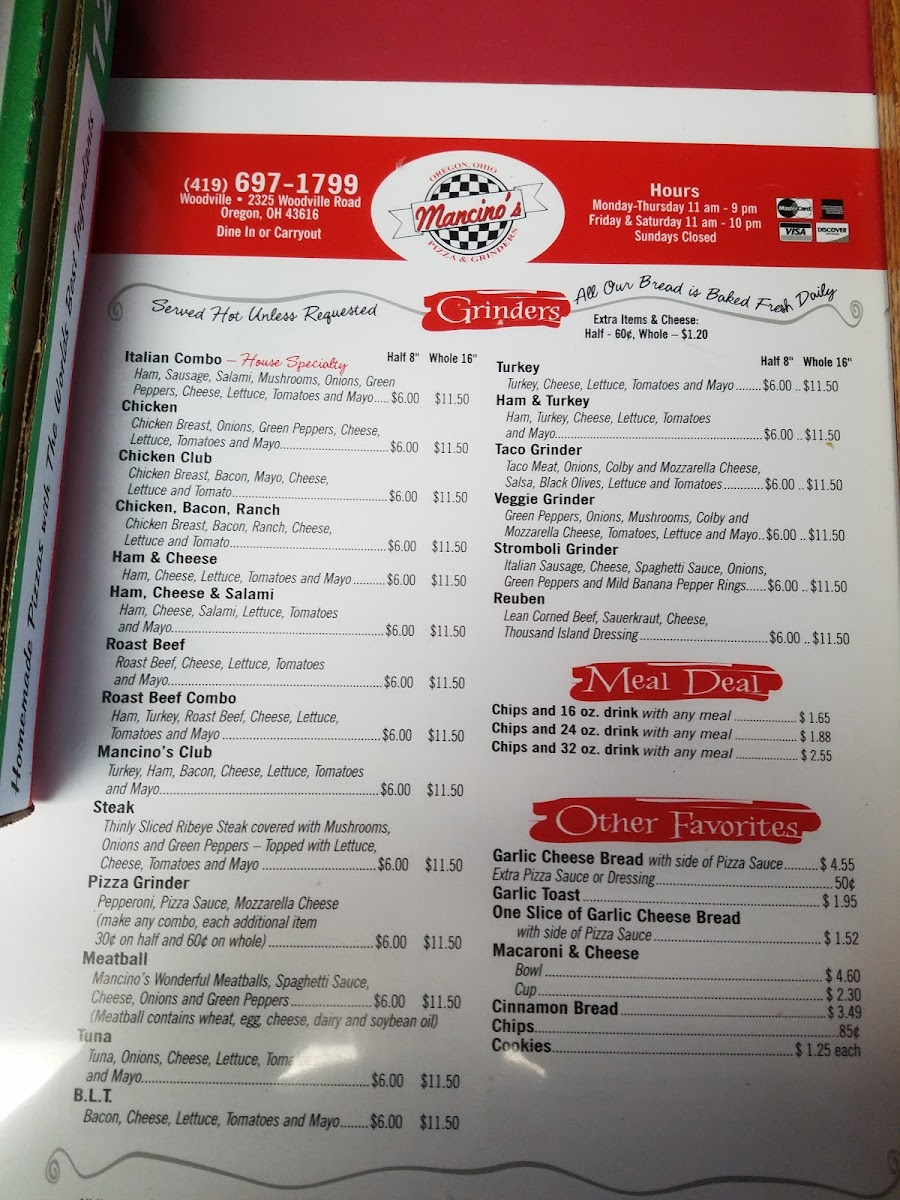 Homemade Pizzas with The Worlds Best Ingredients
(419) 697-1799
Woodville • 2325 Woodville Road
Oregon, OH 43616
Dine In or Carryout
OREGON, OHIO
Mancino's
PIZZA & GRINDERS
Hours
Monday-Thursday 11 am - 9 pm
Friday & Saturday 11 am - 10 pm
Sundays Closed
MasterCard
VISA
DISCOVER
Served Hot Unless Requested
Grinders
All Our Bread is Baked Fresh Daily
Extra Items & Cheese:
Half - 60¢, Whole – $1.20
Half 8" Whole 16"
Italian Combo – House Specialty
Ham, Sausage, Salami, Mushrooms, Onions, Green
Peppers, Cheese, Lettuce, Tomatoes and Mayo.....$6.00 $11.50
Chicken
Chicken Breast, Onions, Green Peppers, Cheese,
Lettuce, Tomatoes and Mayo..............................$6.00 $11.50
Chicken Club
Chicken Breast, Bacon, Mayo, Cheese,
Lettuce and Tomato..........................................$6.00 $11.50
Chicken, Bacon, Ranch
Chicken Breast, Bacon, Ranch, Cheese,
Lettuce and Tomato..........................................$6.00 $11.50
Ham & Cheese
Ham, Cheese, Lettuce, Tomatoes and Mayo .........$6.00 $11.50
Ham, Cheese & Salami
Ham, Cheese, Salami, Lettuce, Tomatoes
and Mayo.........................................................$6.00 $11.50
Roast Beef
Roast Beef, Cheese, Lettuce, Tomatoes
and Mayo.........................................................$6.00 $11.50
Roast Beef Combo
Ham, Turkey, Roast Beef, Cheese, Lettuce,
Tomatoes and Mayo ..........................................$6.00 $11.50
Mancino's Club
Turkey, Ham, Bacon, Cheese, Lettuce, Tomatoes
and Mayo.........................................................$6.00 $11.50
Steak
Thinly Sliced Ribeye Steak covered with Mushrooms,
Onions and Green Peppers – Topped with Lettuce,
Cheese, Tomatoes and Mayo ..............................$6.00 $11.50
Pizza Grinder
Pepperoni, Pizza Sauce, Mozzarella Cheese
(make any combo, each additional item
30¢ on half and 60¢ on whole) ...........................$6.00 $11.50
Meatball
Mancino's Wonderful Meatballs, Spaghetti Sauce,
Cheese, Onions and Green Peppers.....................$6.00 $11.50
(Meatball contains wheat, egg, cheese, dairy and soybean oil)
Tuna
Tuna, Onions, Cheese, Lettuce,
and Mayo.........................................................$6.00 $11.50
B.L.T.
Bacon, Cheese, Lettuce, Tomatoes and Mayo........$6.00 $11.50
Half 8" Whole 16"
Turkey
Turkey, Cheese, Lettuce, Tomatoes and Mayo .......$6.00 .. $11.50
Ham & Turkey
Ham, Turkey, Cheese, Lettuce, Tomatoes
and Mayo.........................................................$6.00 .. $11.50
Taco Grinder
Taco Meat, Onions, Colby and Mozzarella Cheese,
Salsa, Black Olives, Lettuce and Tomatoes...........$6.00 .. $11.50
Veggie Grinder
Green Peppers, Onions, Mushrooms, Colby and
Mozzarella Cheese, Tomatoes, Lettuce and Mayo..$6.00 .. $11.50
Stromboli Grinder
Italian Sausage, Cheese, Spaghetti Sauce, Onions,
Green Peppers and Mild Banana Pepper Rings......$6.00 .. $11.50
Reuben
Lean Corned Beef, Sauerkraut, Cheese,
Thousand Island Dressing ..................................$6.00 .. $11.50
Meal Deal
Chips and 16 oz. drink with any meal ................ $ 1.65
Chips and 24 oz. drink with any meal ................ $ 1.88
Chips and 32 oz. drink with any meal ................ $ 2.55
Other Favorites
Garlic Cheese Bread with side of Pizza Sauce.........$ 4.55
Extra Pizza Sauce or Dressing.............................................50¢
Garlic Toast............................................................$ 1.95
One Slice of Garlic Cheese Bread
with side of Pizza Sauce...........................................$ 1.52
Macaroni & Cheese
Bowl .......................................................................$ 4.60
Cup.........................................................................$ 2.30
Cinnamon Bread ......................................................$ 3.49
Chips........................................................................85¢
Cookies...............................................................$ 1.25 each